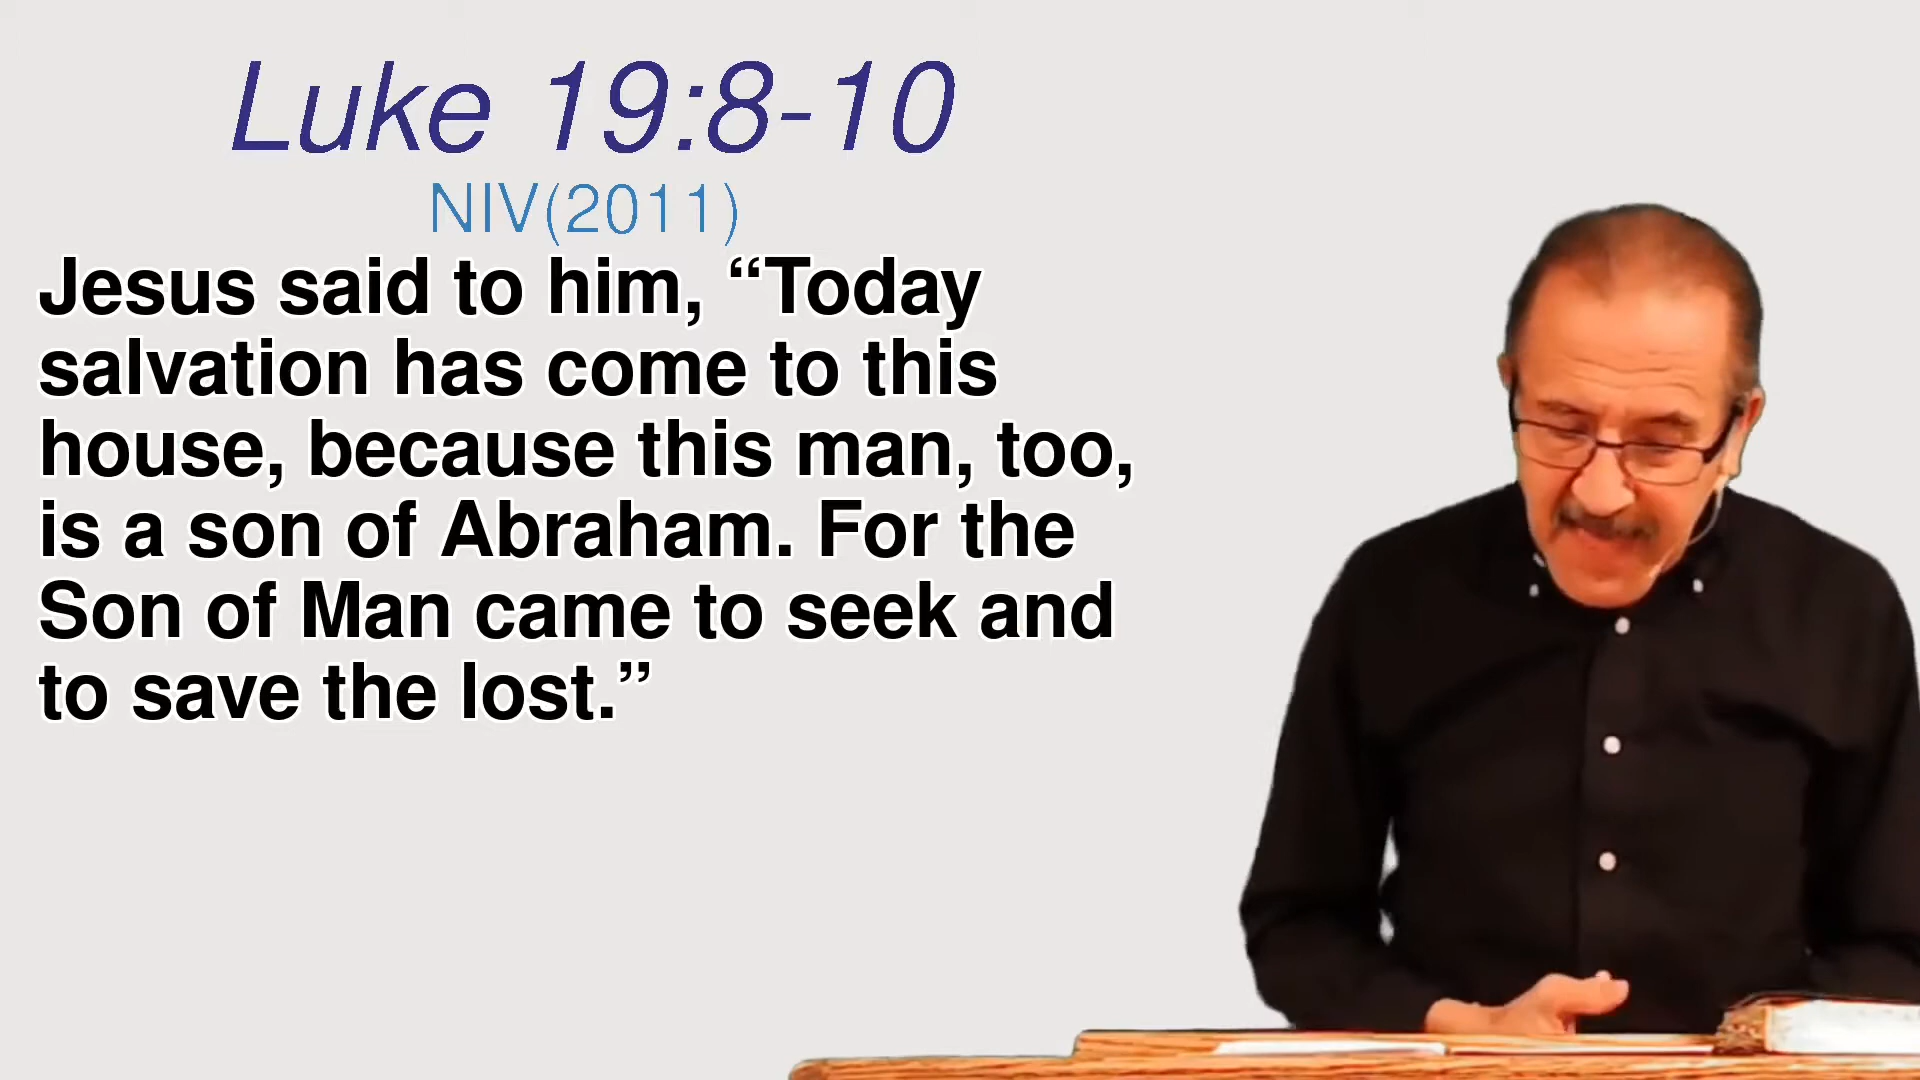 Luke 19:8-10
NIV(2011)
Jesus said to him, “Today
salvation has come to this
house, because this man, too,
is a son of Abraham. For the
Son of Man came to seek and
to save the lost.”